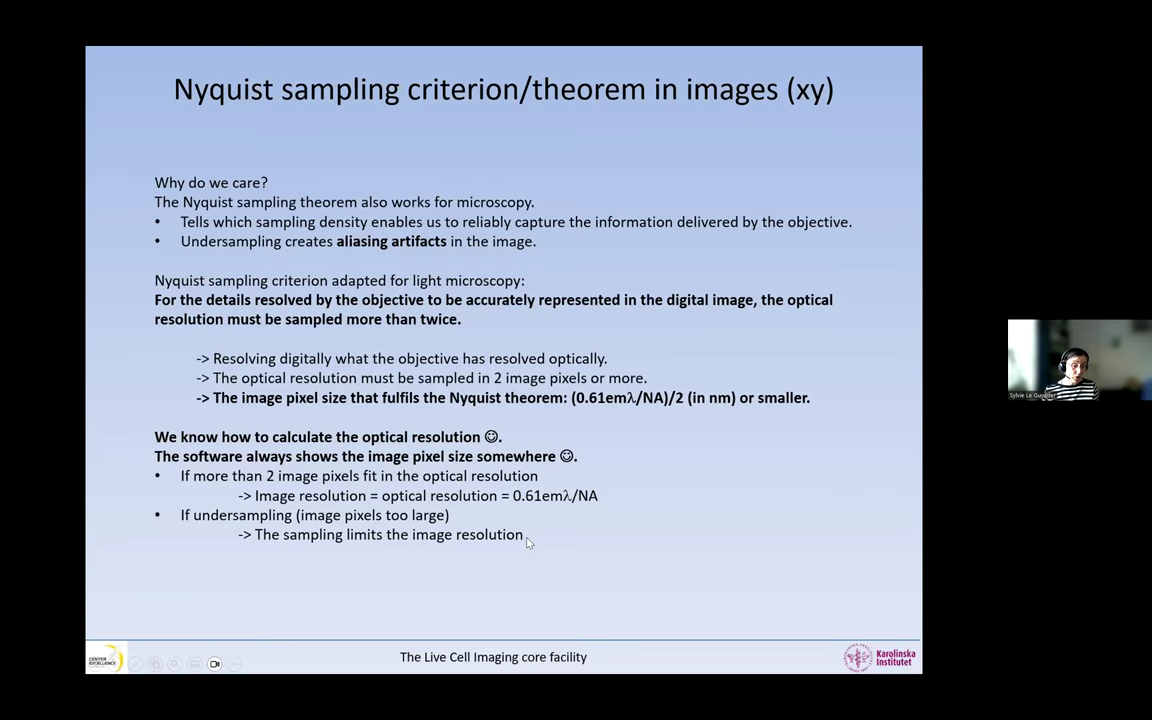 Nyquist sampling criterion/theorem in images (xy)
Why do we care?
The Nyquist sampling theorem also works for microscopy.
• Tells which sampling density enables us to reliably capture the information delivered by the objective.
• Undersampling creates aliasing artifacts in the image.
Nyquist sampling criterion adapted for light microscopy:
For the details resolved by the objective to be accurately represented in the digital image, the optical
resolution must be sampled more than twice.
-> Resolving digitally what the objective has resolved optically.
-> The optical resolution must be sampled in 2 image pixels or more.
-> The image pixel size that fulfils the Nyquist theorem: (0.61emλ/NA)/2 (in nm) or smaller.
We know how to calculate the optical resolution ☺.
The software always shows the image pixel size somewhere ☺.
• If more than 2 image pixels fit in the optical resolution
-> Image resolution = optical resolution = 0.61emλ/NA
• If undersampling (image pixels too large)
-> The sampling limits the image resolution
The Live Cell Imaging core facility
Karolinska
Institutet
Sylvie Le Guyader